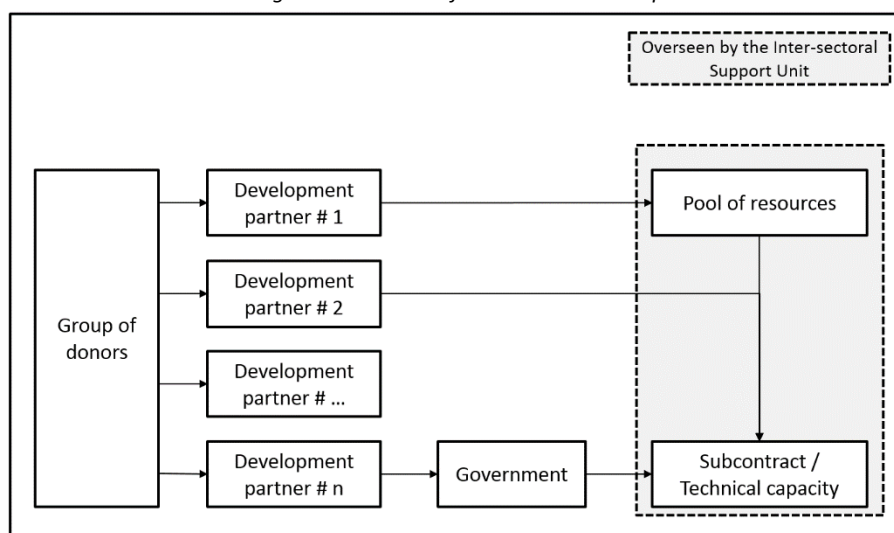 Overseen by the Inter-sectoral
Support Unit
Development
partner # 1
Pool of resources
Development
partner # 2
Group of
donors
Development
partner # ...
Development
partner # n
Government
Subcontract /
Technical capacity